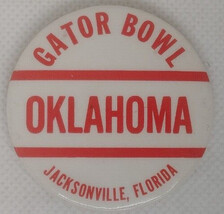 GATOR BOWL
OKLAHOMA
JACKSONVILLE, FLORIDA